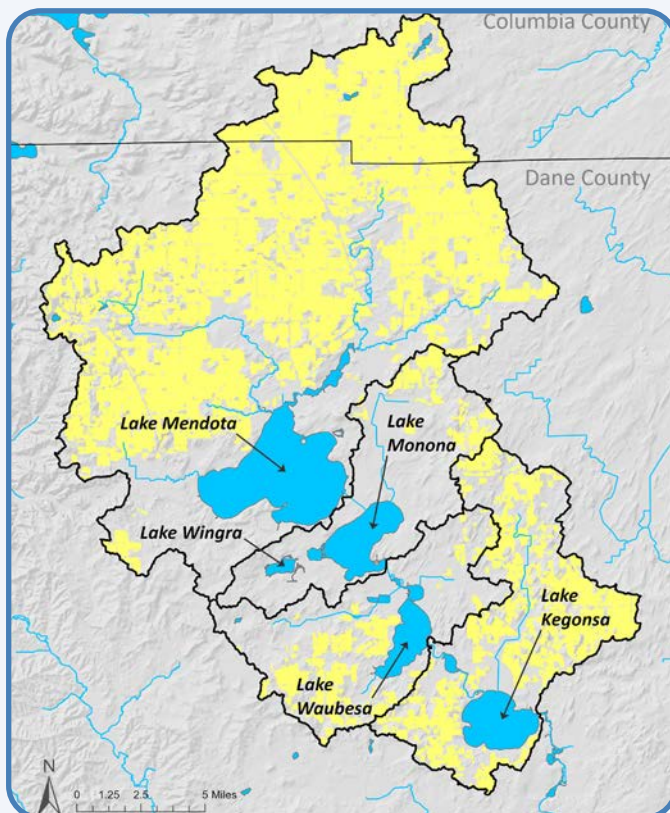 Columbia County
Dane County
Lake Mendota
Lake
Monona
Lake Wingra
Lake
Kegonsa
Lake
Waubesa
N
0 1.25 2.5 5 Miles